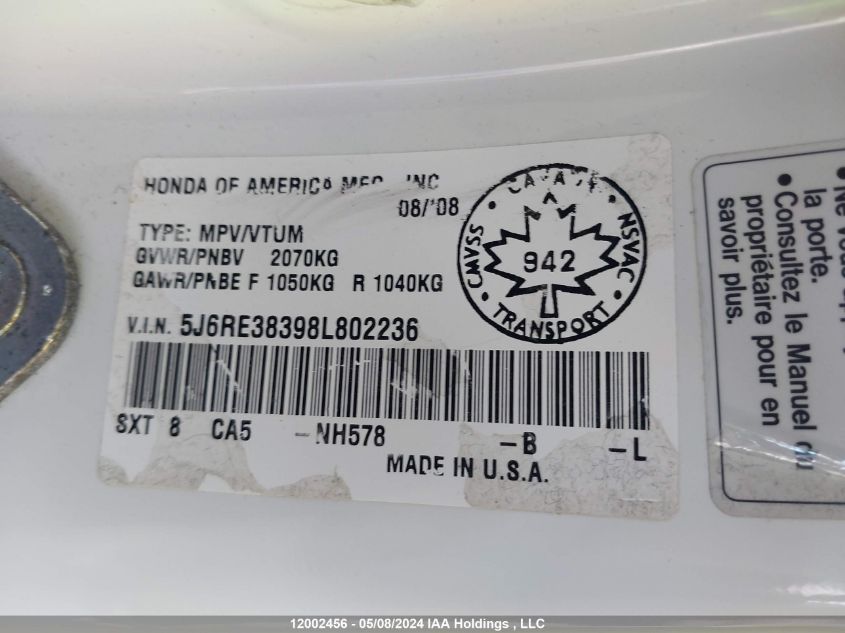 HONDA OF AMERICA MFG., INC
08/'08
TYPE: MPV/VTUM
GVWR/PNBV 2070KG
GAWR/PNBE F 1050KG R 1040KG
V.I.N. 5J6RE38398L802236
SXT 8 CA5 -NH578 -B -L
MADE IN U.S.A.
CANADA
NSVAC
TRANSPORT
CMVSS
942
la porte.
• Consultez le Manuel du
propriétaire pour en
savoir plus.
12002456 - 05/08/2024 IAA Holdings , LLC